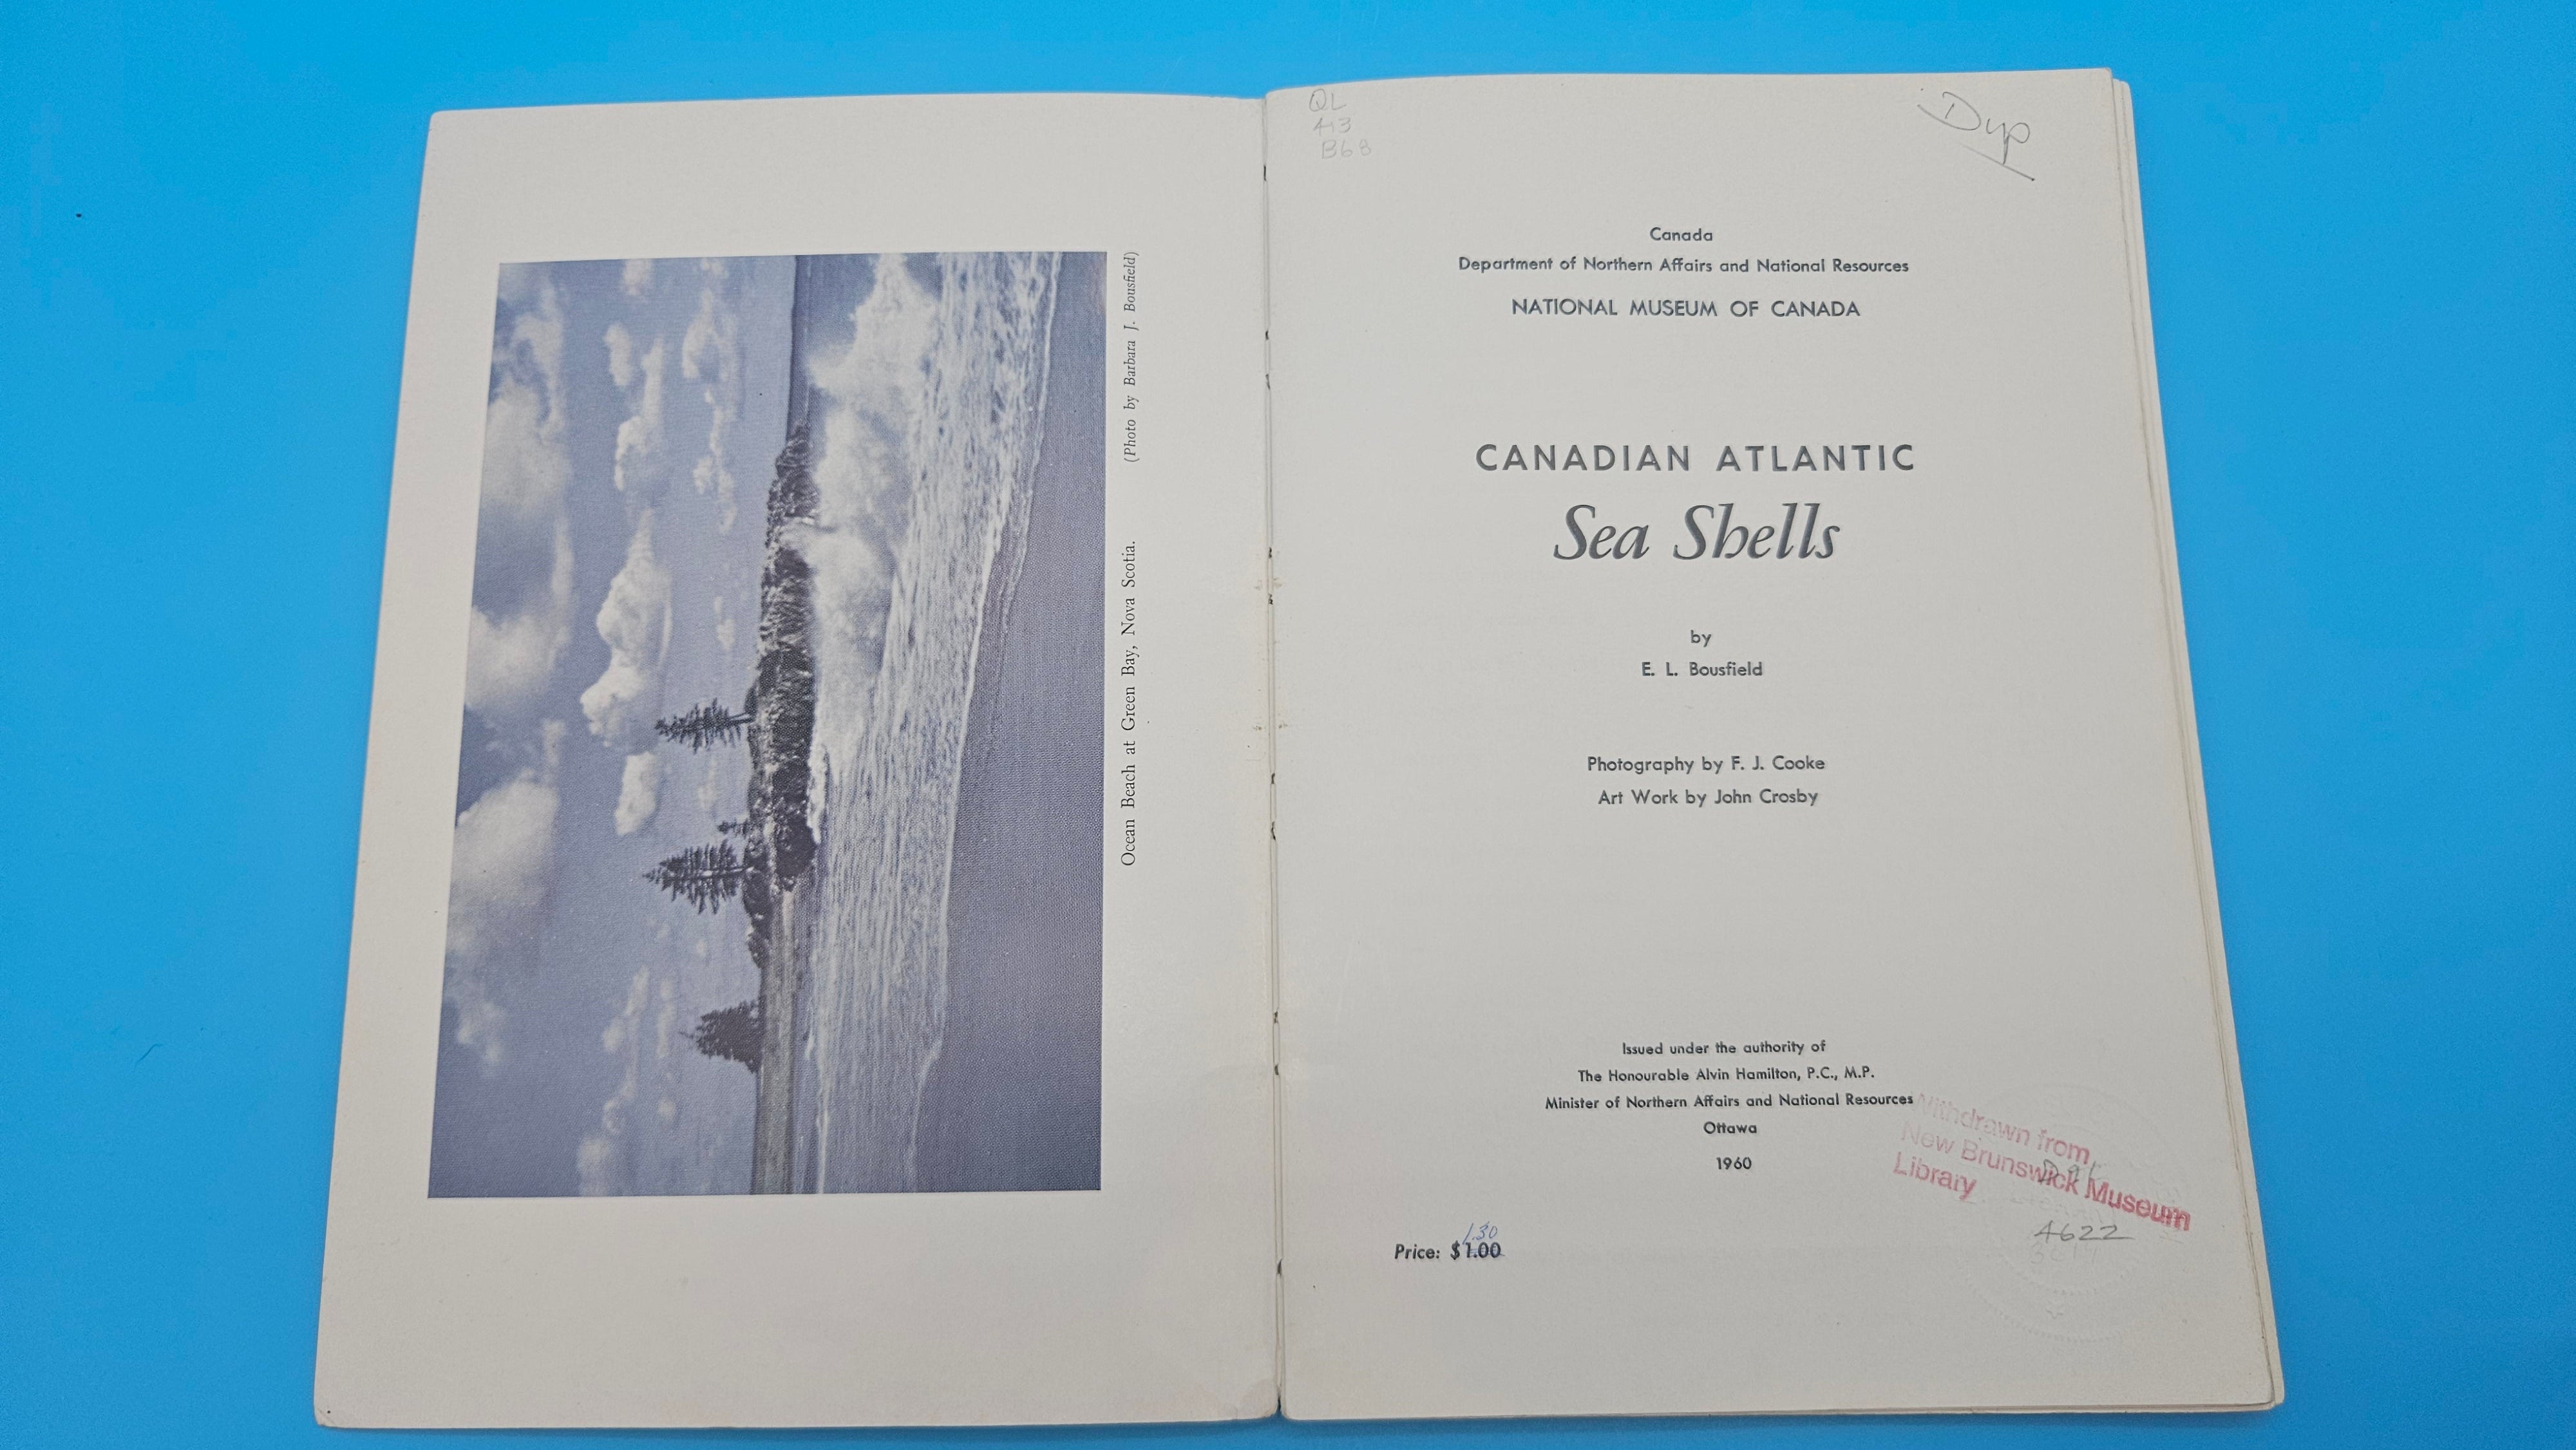 Ocean Beach at Green Bay, Nova Scotia. (Photo by Barbara J. Bousfield)
QL
413
B68
Dup
Canada
Department of Northern Affairs and National Resources
NATIONAL MUSEUM OF CANADA
CANADIAN ATLANTIC
Sea Shells
by
E. L. Bousfield
Photography by F. J. Cooke
Art Work by John Crosby
Issued under the authority of
The Honourable Alvin Hamilton, P.C., M.P.
Minister of Northern Affairs and National Resources
Ottawa
1960
Withdrawn from
New Brunswick Museum
Library
4622
1.30
Price: $1.00